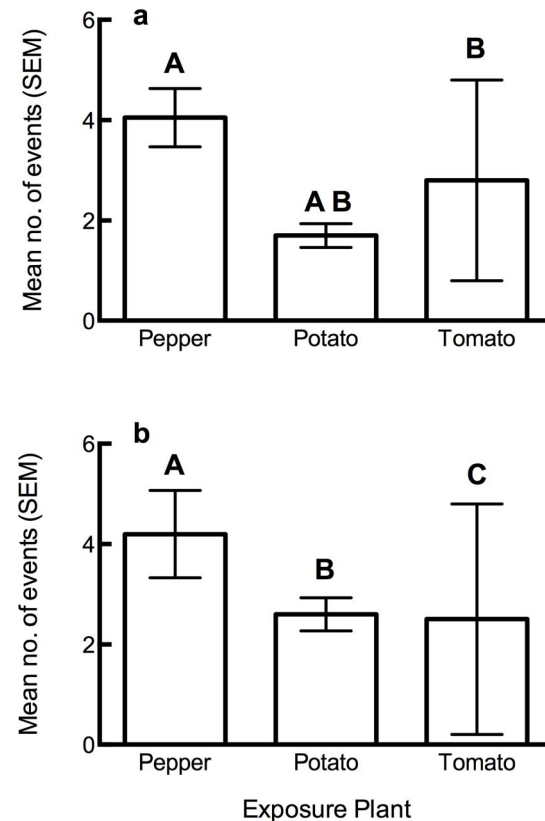 a
Mean no. of events (SEM)
6
4
2
0
A
A B
B
Pepper Potato Tomato
b
Mean no. of events (SEM)
6
4
2
0
A
B
C
Pepper Potato Tomato
Exposure Plant